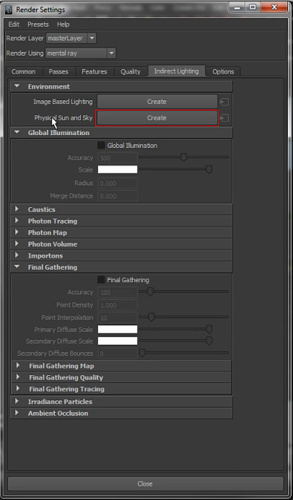 Render Settings
Edit Presets Help
Render Layer masterLayer
Render Using mental ray
Common Passes Features Quality Indirect Lighting Options
Environment
Image Based Lighting Create
Physical Sun and Sky Create
Global Illumination
Global Illumination
Accuracy 500
Scale
Radius 0.000
Merge Distance 0.000
Caustics
Photon Tracing
Photon Map
Photon Volume
Importons
Final Gathering
Final Gathering
Accuracy 100
Point Density 1.000
Point Interpolation 10
Primary Diffuse Scale
Secondary Diffuse Scale
Secondary Diffuse Bounces 0
Final Gathering Map
Final Gathering Quality
Final Gathering Tracing
Irradiance Particles
Ambient Occlusion
Close